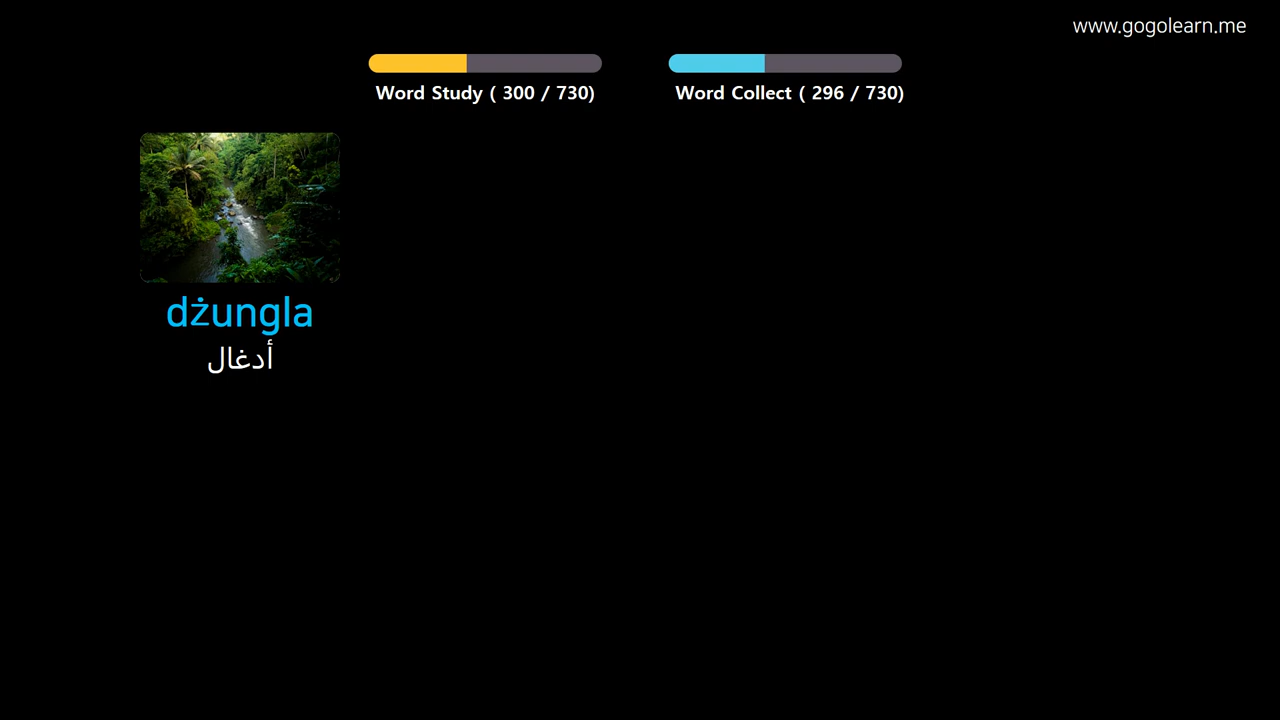 www.gogolearn.me
Word Study ( 300 / 730)
Word Collect ( 296 / 730)
dżungla
أدغال